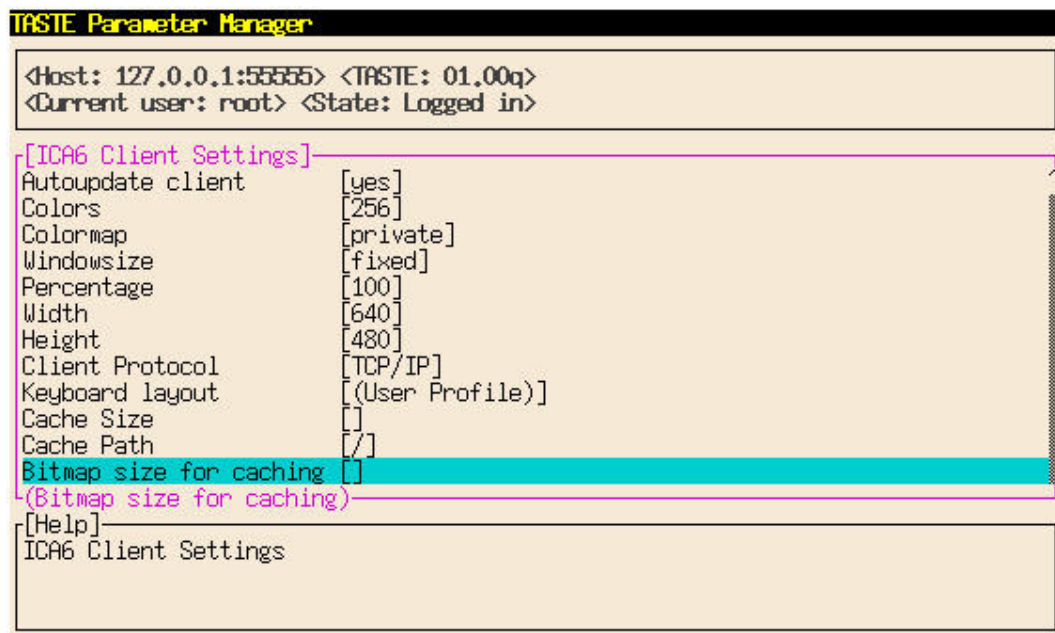 TASTE Parameter Manager
<Host: 127.0.0.1:55555> <TASTE: 01.00q>
<Current user: root> <State: Logged in>
[ICA6 Client Settings]
Autoupdate client [yes]
Colors [256]
Colormap [private]
Windowsize [fixed]
Percentage [100]
Width [640]
Height [480]
Client Protocol [TCP/IP]
Keyboard layout [(User Profile)]
Cache Size []
Cache Path [/]
Bitmap size for caching []
(Bitmap size for caching)
[Help]
ICA6 Client Settings